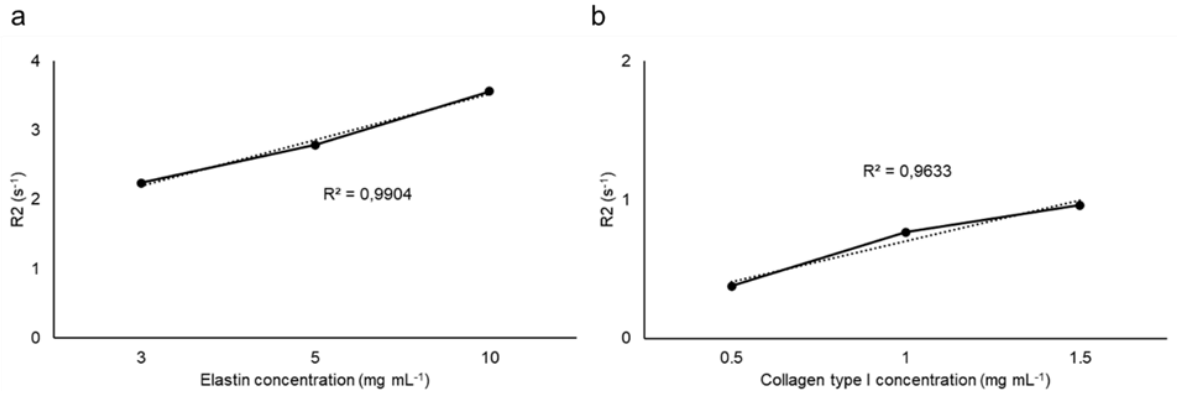 a
4
3
2
1
0
R2 (s⁻¹)
R² = 0,9904
3 5 10
Elastin concentration (mg mL⁻¹)
b
2
1
0
R2 (s⁻¹)
R² = 0,9633
0.5 1 1.5
Collagen type I concentration (mg mL⁻¹)